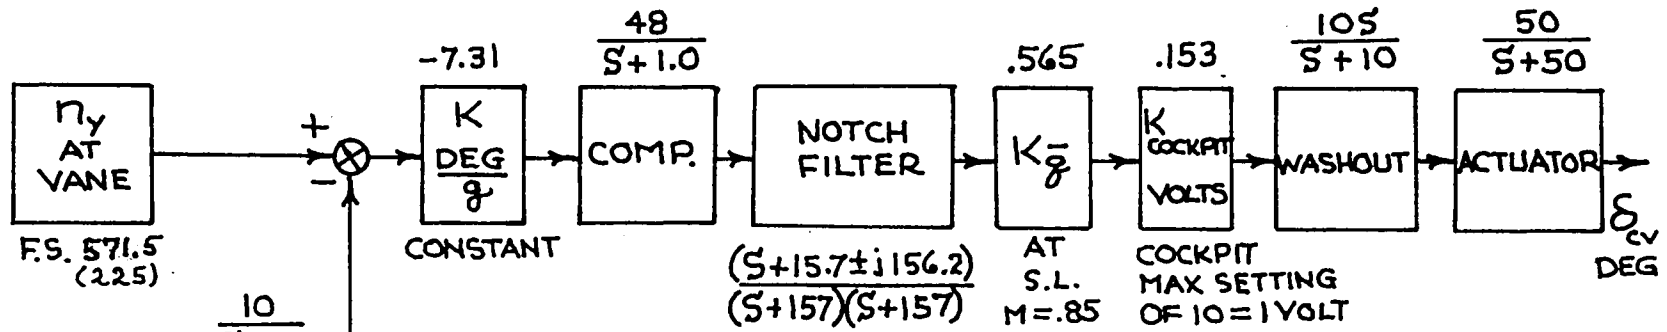 -7.31
48
S+1.0
.565
.153
10S
S+10
50
S+50
ny
AT
VANE
+
-
K
DEG
g
COMP.
NOTCH
FILTER
Kq̄
K
COCKPIT
VOLTS
WASHOUT
ACTUATOR
δcv
DEG
F.S. 571.5
(225)
CONSTANT
(S+15.7±j156.2)
(S+157)(S+157)
AT
S.L.
M=.85
COCKPIT
MAX SETTING
OF 10=1 VOLT
10